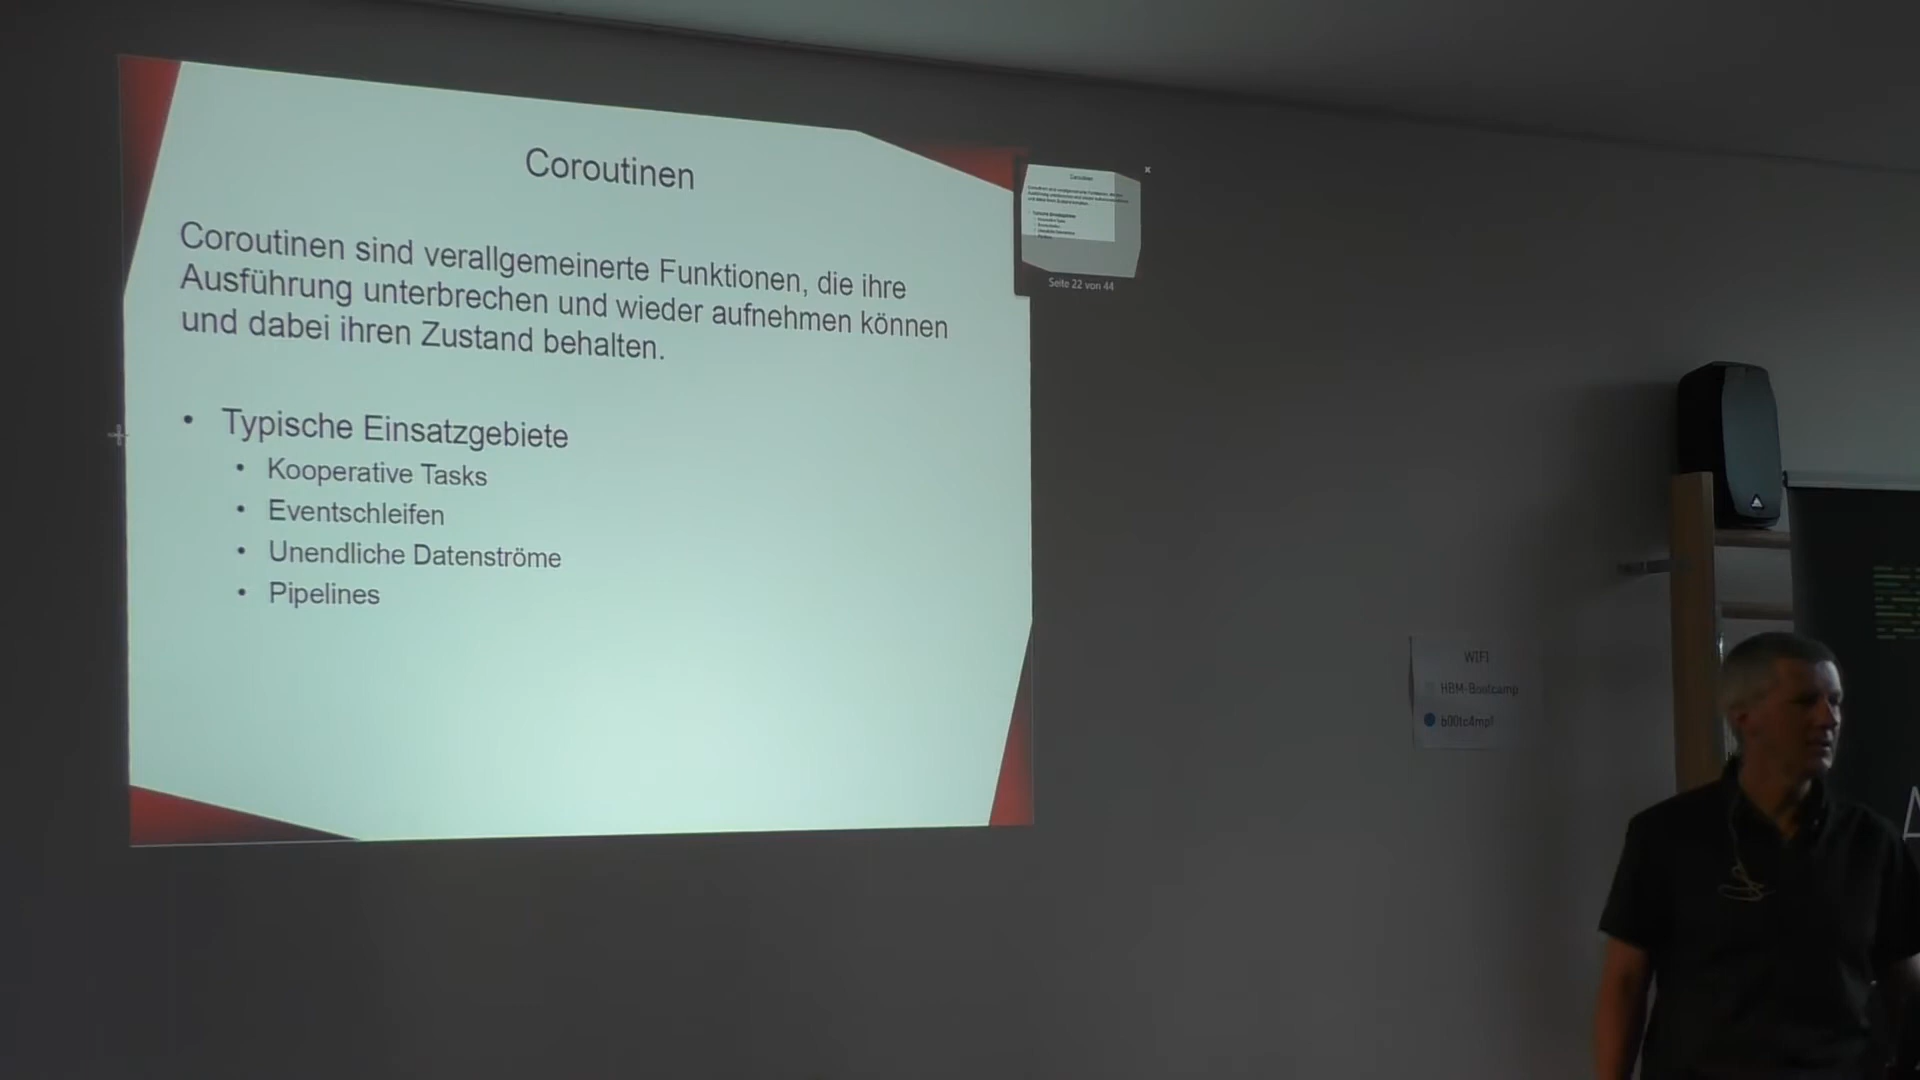 Coroutinen
Coroutinen sind verallgemeinerte Funktionen, die ihre
Ausführung unterbrechen und wieder aufnehmen können
und dabei ihren Zustand behalten.
• Typische Einsatzgebiete
• Kooperative Tasks
• Eventschleifen
• Unendliche Datenströme
• Pipelines
x
Coroutinen
Seite 22 von 44
WIFI
HBM-Bootcamp